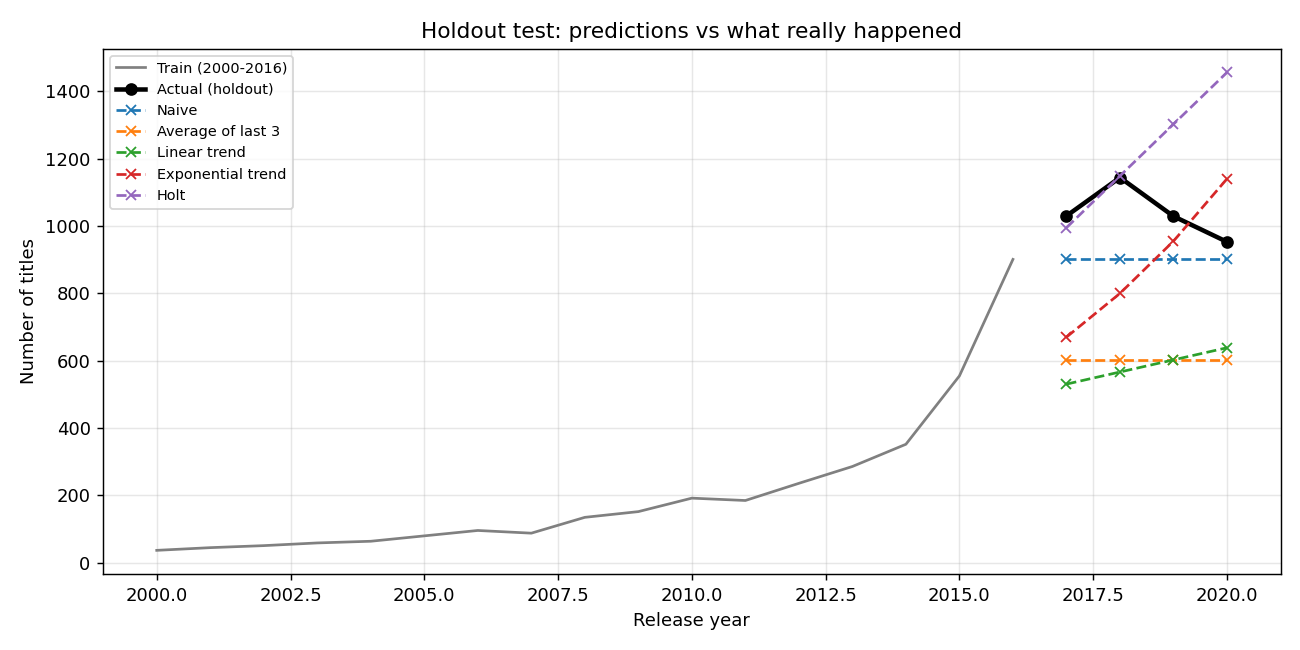 Holdout test: predictions vs what really happened
Train (2000-2016)
Actual (holdout)
Naive
Average of last 3
Linear trend
Exponential trend
Holt
Number of titles
1400
1200
1000
800
600
400
200
0
2000.0 2002.5 2005.0 2007.5 2010.0 2012.5 2015.0 2017.5 2020.0
Release year